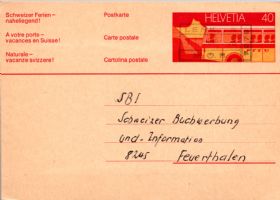 Schweizer Ferien –
naheliegend!
Postkarte
HELVETIA 40
A votre porte –
vacances en Suisse!
Carte postale
Naturale –
vacanze svizzere!
Cartolina postale
SBI
Schweizer Buchwerbung
und-Information
8245 Feuerthalen